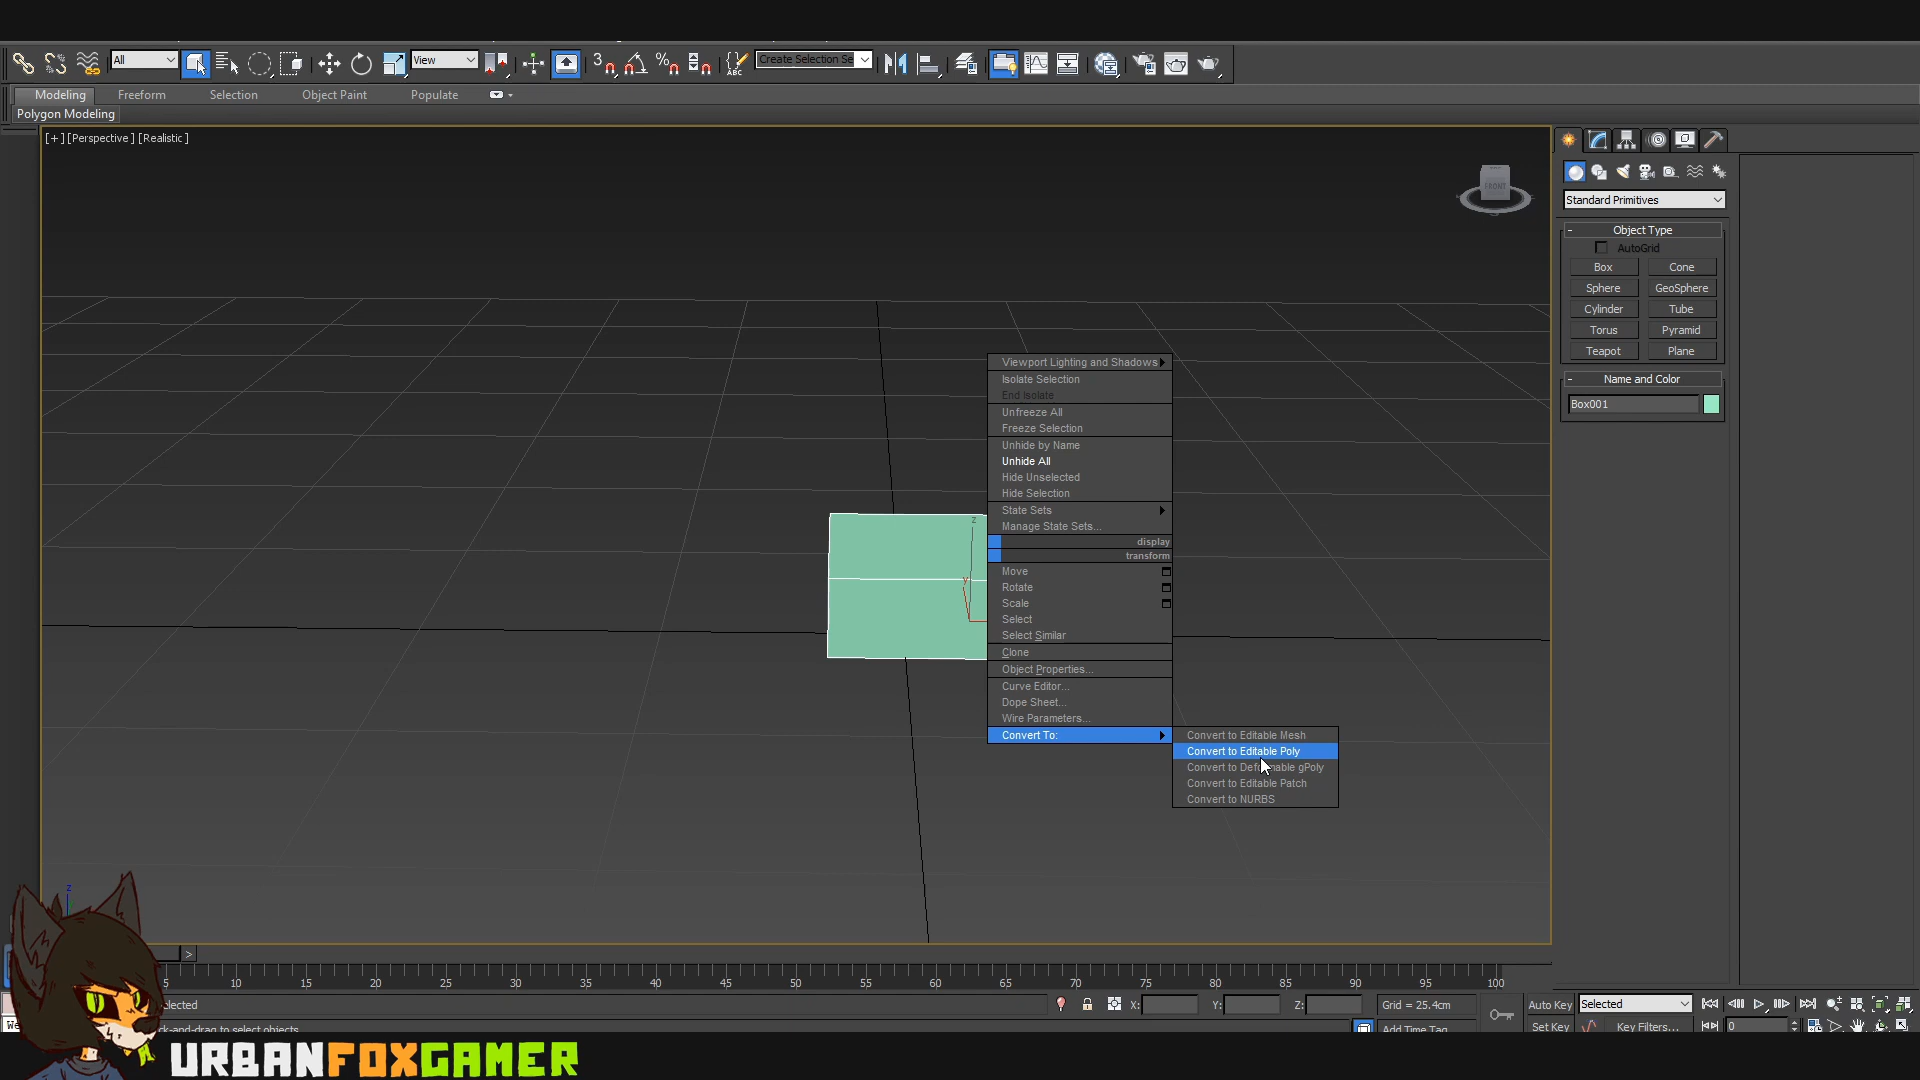 All
View
3
ABC
Create Selection Se
Modeling
Freeform
Selection
Object Paint
Populate
Polygon Modeling
[+] [Perspective] [Realistic]
FRONT
Standard Primitives
- Object Type
AutoGrid
Box
Cone
Sphere
GeoSphere
Cylinder
Tube
Torus
Pyramid
Teapot
Plane
- Name and Color
Box001
Viewport Lighting and Shadows
Isolate Selection
End Isolate
Unfreeze All
Freeze Selection
Unhide by Name
Unhide All
Hide Unselected
Hide Selection
State Sets
Manage State Sets...
display
transform
Move
Rotate
Scale
Select
Select Similar
Clone
Object Properties...
Curve Editor...
Dope Sheet...
Wire Parameters...
Convert To:
Convert to Editable Mesh
Convert to Editable Poly
Convert to gPoly
Convert to Editable Patch
Convert to NURBS
z
y
z
>
5 10 15 20 25 30 35 40 45 50 55 60 65 70 75 80 85 90 95 100
X:
Y:
Z:
Grid = 25.4cm
Auto Key
Selected
k-and-drag to select objects
Add Time Tag
Set Key
Key Filters...
0
URBANFOXGAMER